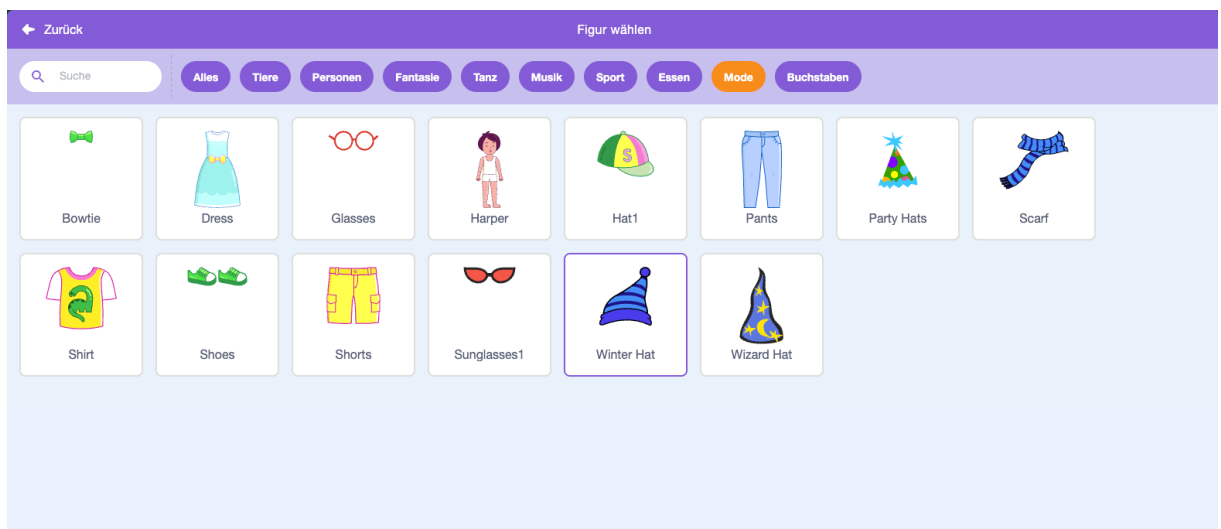 Zurück
Figur wählen
Suche
Alles Tiere Personen Fantasie Tanz Musik Sport Essen Mode Buchstaben
S
Bowtie Dress Glasses Harper Hat1 Pants Party Hats Scarf
Shirt Shoes Shorts Sunglasses1 Winter Hat Wizard Hat